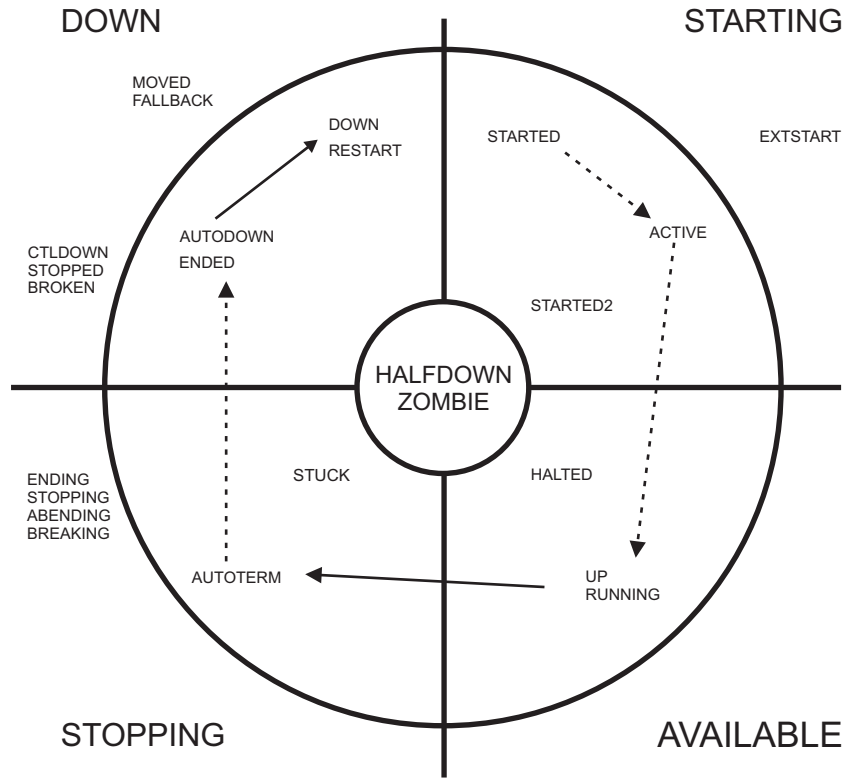 DOWN
STARTING
MOVED
FALLBACK
DOWN
RESTART
STARTED
EXTSTART
AUTODOWN
ENDED
ACTIVE
CTLDOWN
STOPPED
BROKEN
STARTED2
HALFDOWN
ZOMBIE
ENDING
STOPPING
ABENDING
BREAKING
STUCK
HALTED
AUTOTERM
UP
RUNNING
STOPPING
AVAILABLE